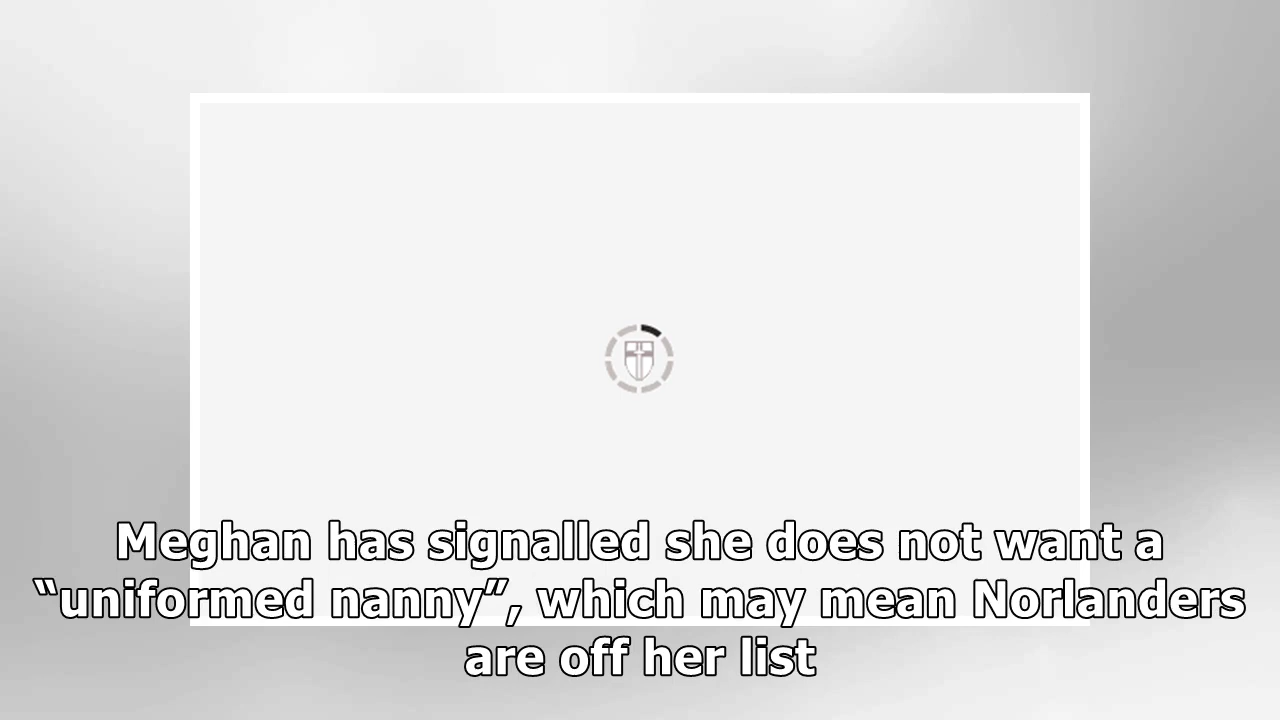 Meghan has signalled she does not want a
“uniformed nanny”, which may mean Norlanders
are off her list